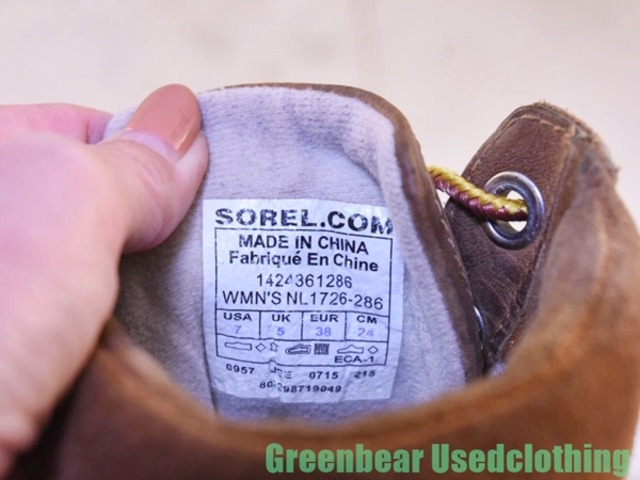 SOREL.COM
MADE IN CHINA
Fabriqué En Chine
1424361286
WMN'S NL1726-286
USA UK EUR CM
7 5 38 24
ECA-1
0957 0715 215
Greenbear Usedclothing